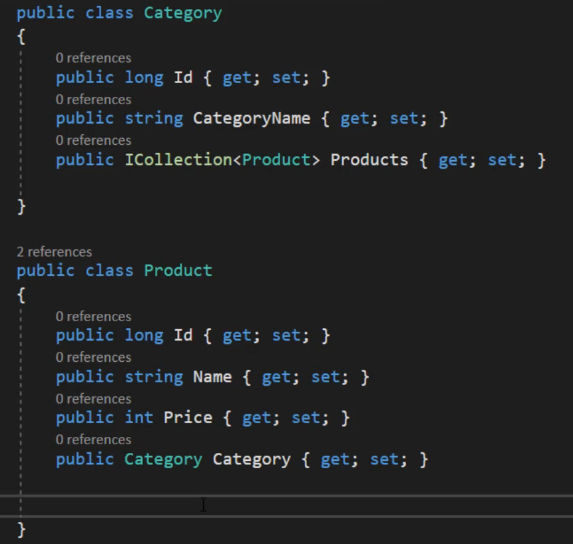 public class Category
{
0 references
public long Id { get; set; }
0 references
public string CategoryName { get; set; }
0 references
public ICollection<Product> Products { get; set; }
}
2 references
public class Product
{
0 references
public long Id { get; set; }
0 references
public string Name { get; set; }
0 references
public int Price { get; set; }
0 references
public Category Category { get; set; }
}